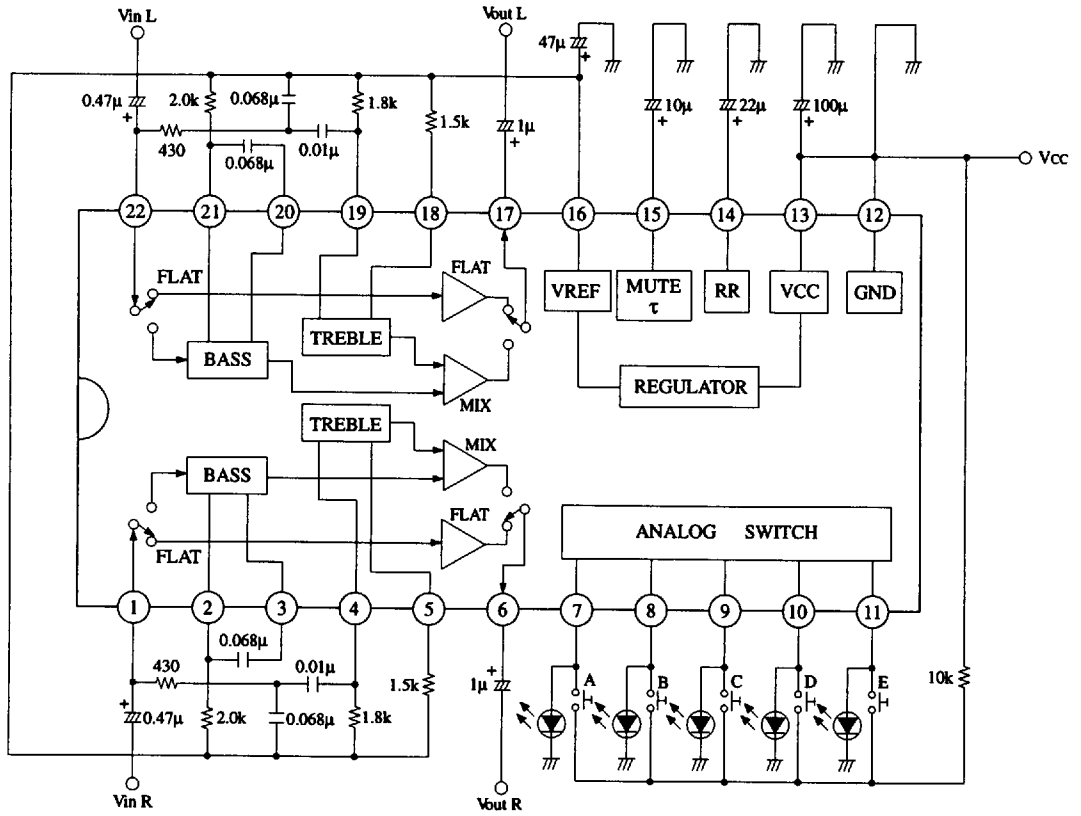 Vin L
Vout L
47µ
+
0.47µ
+
2.0k
0.068µ
1.8k
1.5k
1µ
+
10µ
+
22µ
+
100µ
+
430
0.068µ
0.01µ
VCC
22
21
20
19
18
17
16
15
14
13
12
FLAT
FLAT
VREF
MUTE τ
RR
VCC
GND
TREBLE
BASS
MIX
REGULATOR
TREBLE
MIX
BASS
FLAT
FLAT
ANALOG SWITCH
1
2
3
4
5
6
7
8
9
10
11
430
0.068µ
0.01µ
1.5k
+
1µ
A
B
C
D
E
10k
+
0.47µ
2.0k
0.068µ
1.8k
Vin R
Vout R